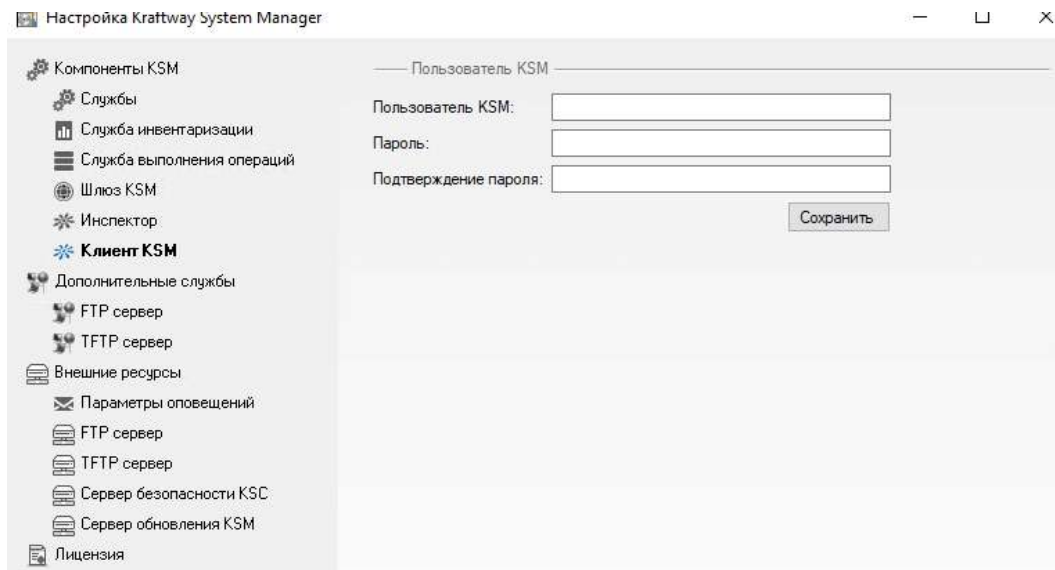 Настройка Kraftway System Manager
Компоненты KSM
Службы
Служба инвентаризации
Служба выполнения операций
Шлюз KSM
Инспектор
Клиент KSM
Дополнительные службы
FTP сервер
TFTP сервер
Внешние ресурсы
Параметры оповещений
FTP сервер
TFTP сервер
Сервер безопасности KSC
Сервер обновления KSM
Лицензия
Пользователь KSM
Пользователь KSM:
Пароль:
Подтверждение пароля:
Сохранить